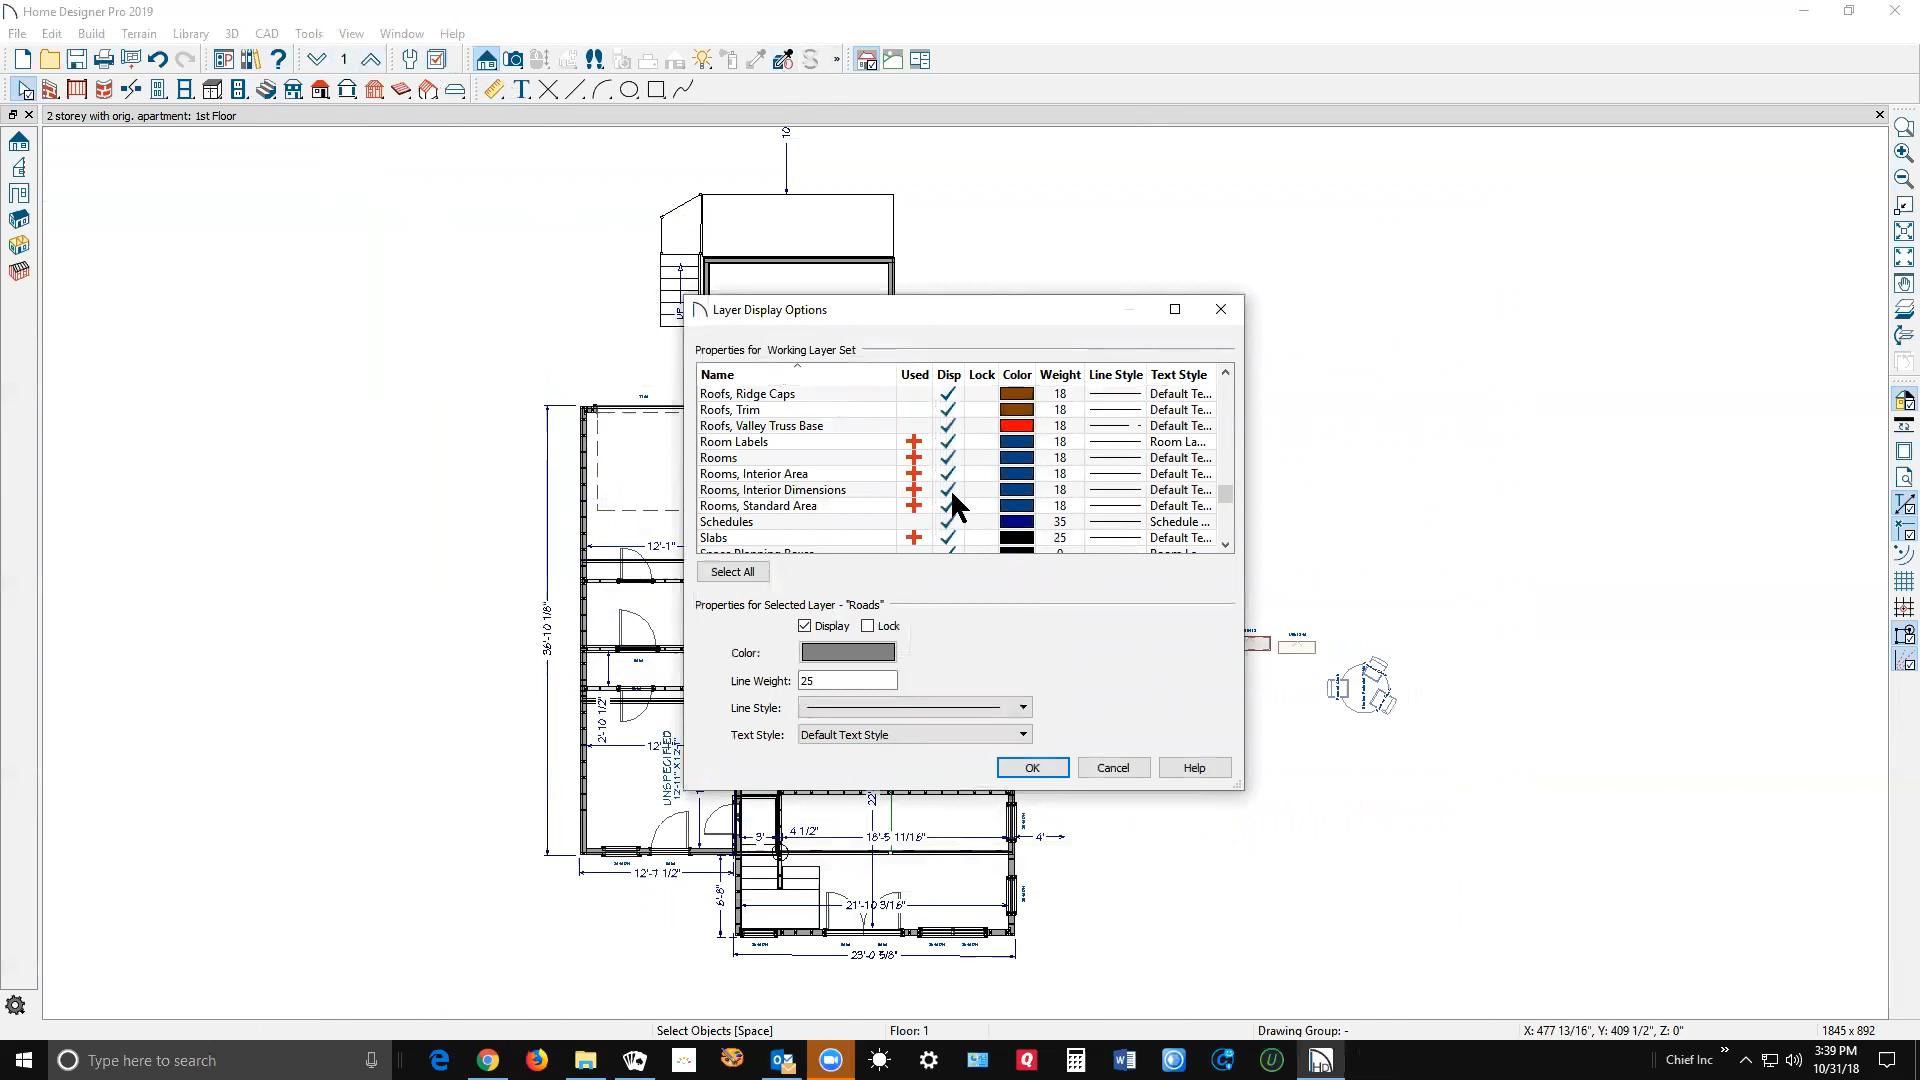 Home Designer Pro 2019
File Edit Build Terrain Library 3D CAD Tools View Window Help
1
2 storey with orig. apartment: 1st Floor
10
UP
Layer Display Options
Properties for Working Layer Set
Name Used Disp Lock Color Weight Line Style Text Style
Roofs, Ridge Caps 18 Default Te...
Roofs, Trim 18 Default Te...
Roofs, Valley Truss Base 18 Default Te...
Room Labels 18 Room La...
Rooms 18 Default Te...
Rooms, Interior Area 18 Default Te...
Rooms, Interior Dimensions 18 Default Te...
Rooms, Standard Area 18 Default Te...
Schedules 35 Schedule ...
Slabs 25 Default Te...
Select All
Properties for Selected Layer - "Roads"
Display Lock
Color:
Line Weight: 25
Line Style:
Text Style: Default Text Style
OK Cancel Help
12'-1"
36'-10 1/8"
2'-10 1/2"
UNSPECIFIED
3' 4 1/2" 18'-5 11/16" 4'
12'-7 1/2"
6'-8"
21'-10 3/16"
23'-0 5/8"
Select Objects [Space] Floor: 1 Drawing Group: - X: 477 13/16", Y: 409 1/2", Z: 0" 1845 x 892
Type here to search
Chief Inc
3:39 PM
10/31/18